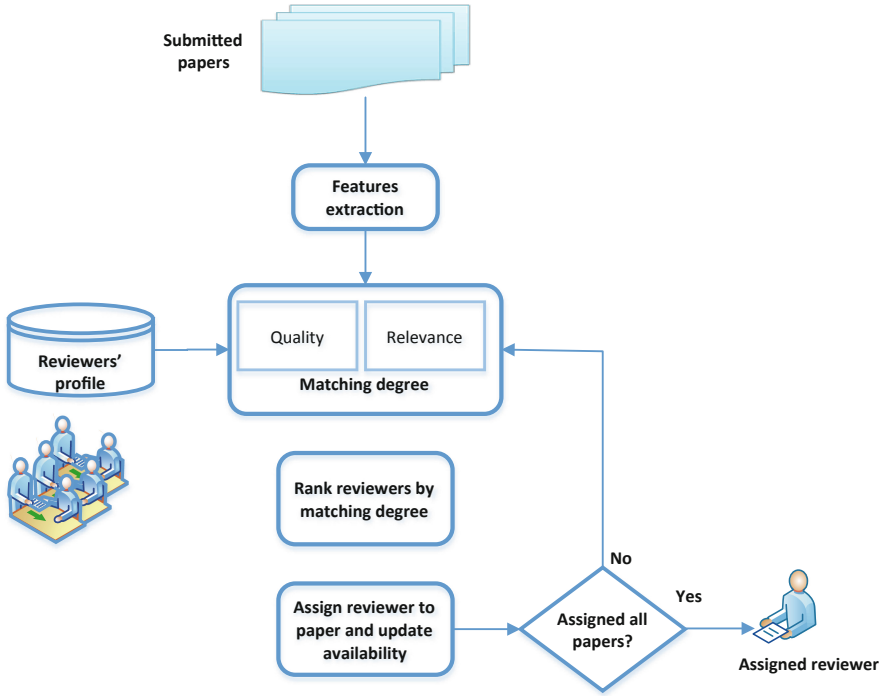 Submitted
papers
Features
extraction
Quality
Relevance
Matching degree
Reviewers’
profile
Rank reviewers by
matching degree
No
Yes
Assign reviewer to
paper and update
availability
Assigned all
papers?
Assigned reviewer